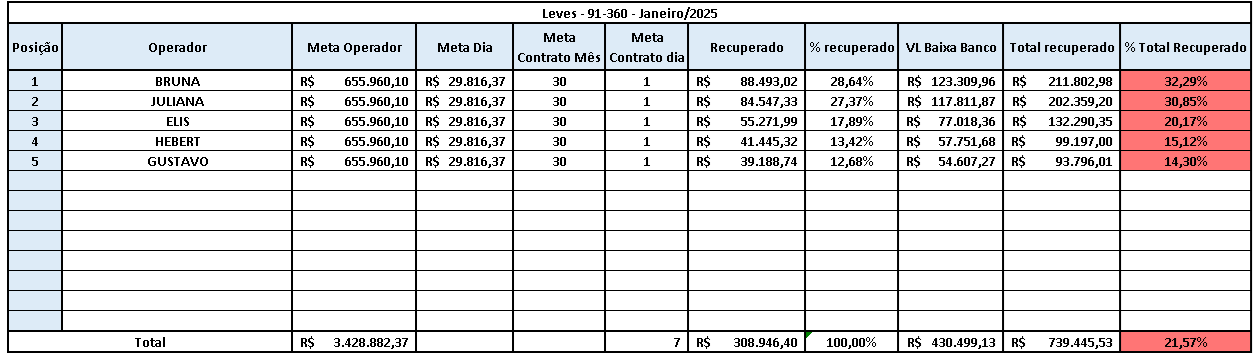 Leves - 91-360 - Janeiro/2025
Posição Operador Meta Operador Meta Dia Meta Contrato Mês Meta Contrato dia Recuperado % recuperado VL Baixa Banco Total recuperado % Total Recuperado
1 BRUNA R$ 655.960,10 R$ 29.816,37 30 1 R$ 88.493,02 28,64% R$ 123.309,96 R$ 211.802,98 32,29%
2 JULIANA R$ 655.960,10 R$ 29.816,37 30 1 R$ 84.547,33 27,37% R$ 117.811,87 R$ 202.359,20 30,85%
3 ELIS R$ 655.960,10 R$ 29.816,37 30 1 R$ 55.271,99 17,89% R$ 77.018,36 R$ 132.290,35 20,17%
4 HEBERT R$ 655.960,10 R$ 29.816,37 30 1 R$ 41.445,32 13,42% R$ 57.751,68 R$ 99.197,00 15,12%
5 GUSTAVO R$ 655.960,10 R$ 29.816,37 30 1 R$ 39.188,74 12,68% R$ 54.607,27 R$ 93.796,01 14,30%
Total R$ 3.428.882,37 7 R$ 308.946,40 100,00% R$ 430.499,13 R$ 739.445,53 21,57%